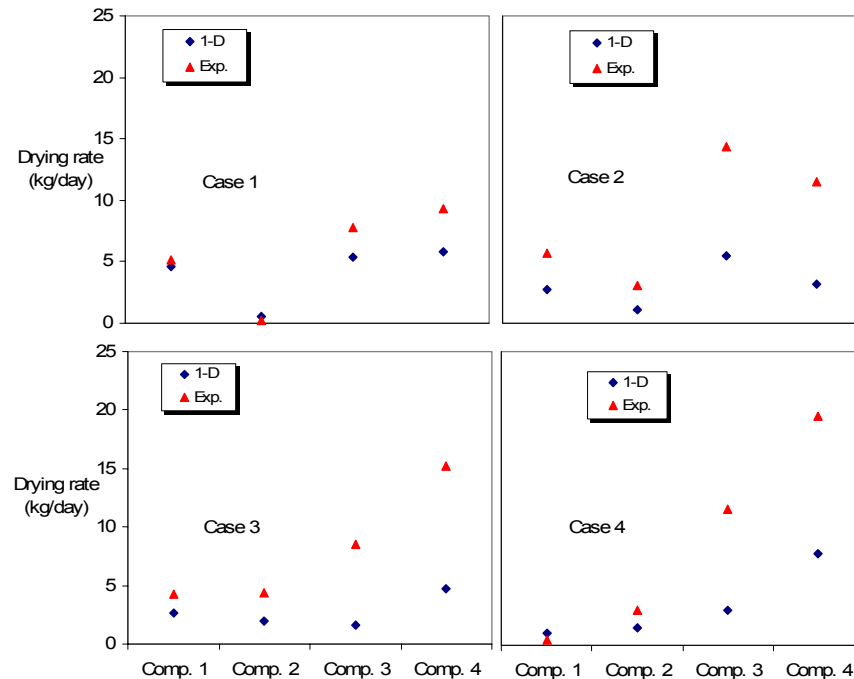 25
20
15
10
5
0
Drying rate
(kg/day)
1-D
Exp.
Case 1
1-D
Exp.
Case 2
25
20
15
10
5
0
Drying rate
(kg/day)
1-D
Exp.
Case 3
1-D
Exp.
Case 4
Comp. 1 Comp. 2 Comp. 3 Comp. 4
Comp. 1 Comp. 2 Comp. 3 Comp. 4